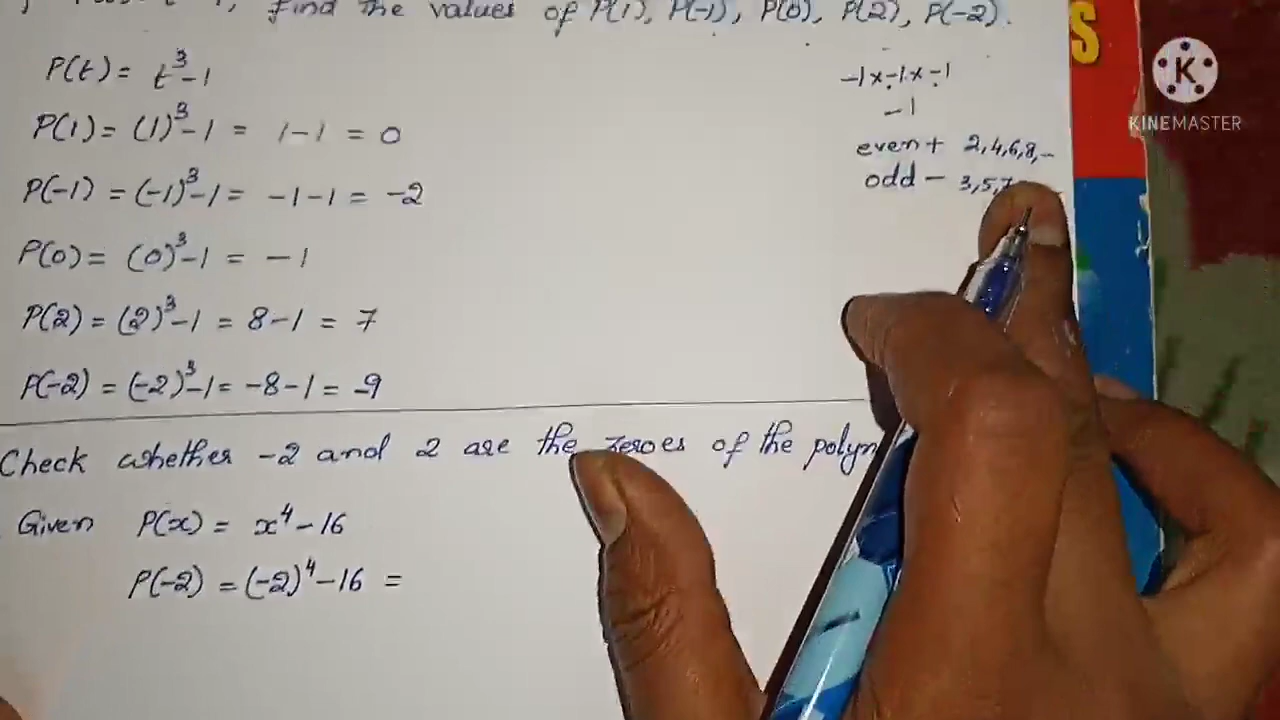 find the values of P(1), P(-1), P(0), P(2), P(-2).
P(t) = t³-1
P(1) = (1)³-1 = 1-1 = 0
P(-1) = (-1)³-1 = -1-1 = -2
P(0) = (0)³-1 = -1
P(2) = (2)³-1 = 8-1 = 7
P(-2) = (-2)³-1 = -8-1 = -9
-1x-1x-1
-1
even + 2,4,6,8,--
odd - 3,5,7
Check whether -2 and 2 are the zeroes of the polyn
Given P(x) = x⁴-16
P(-2) = (-2)⁴-16 =
S
K
KINEMASTER